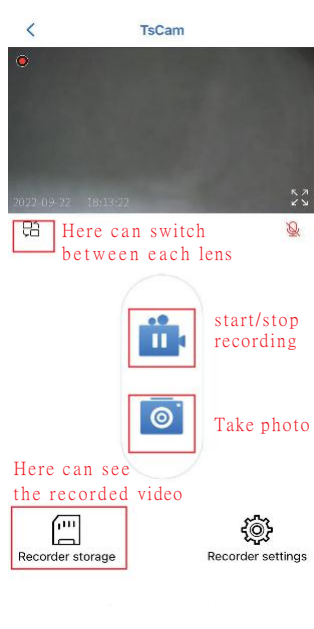 TsCam
2022-09-22 18:13:22
Here can switch
between each lens
start/stop
recording
Take photo
Here can see
the recorded video
Recorder storage
Recorder settings